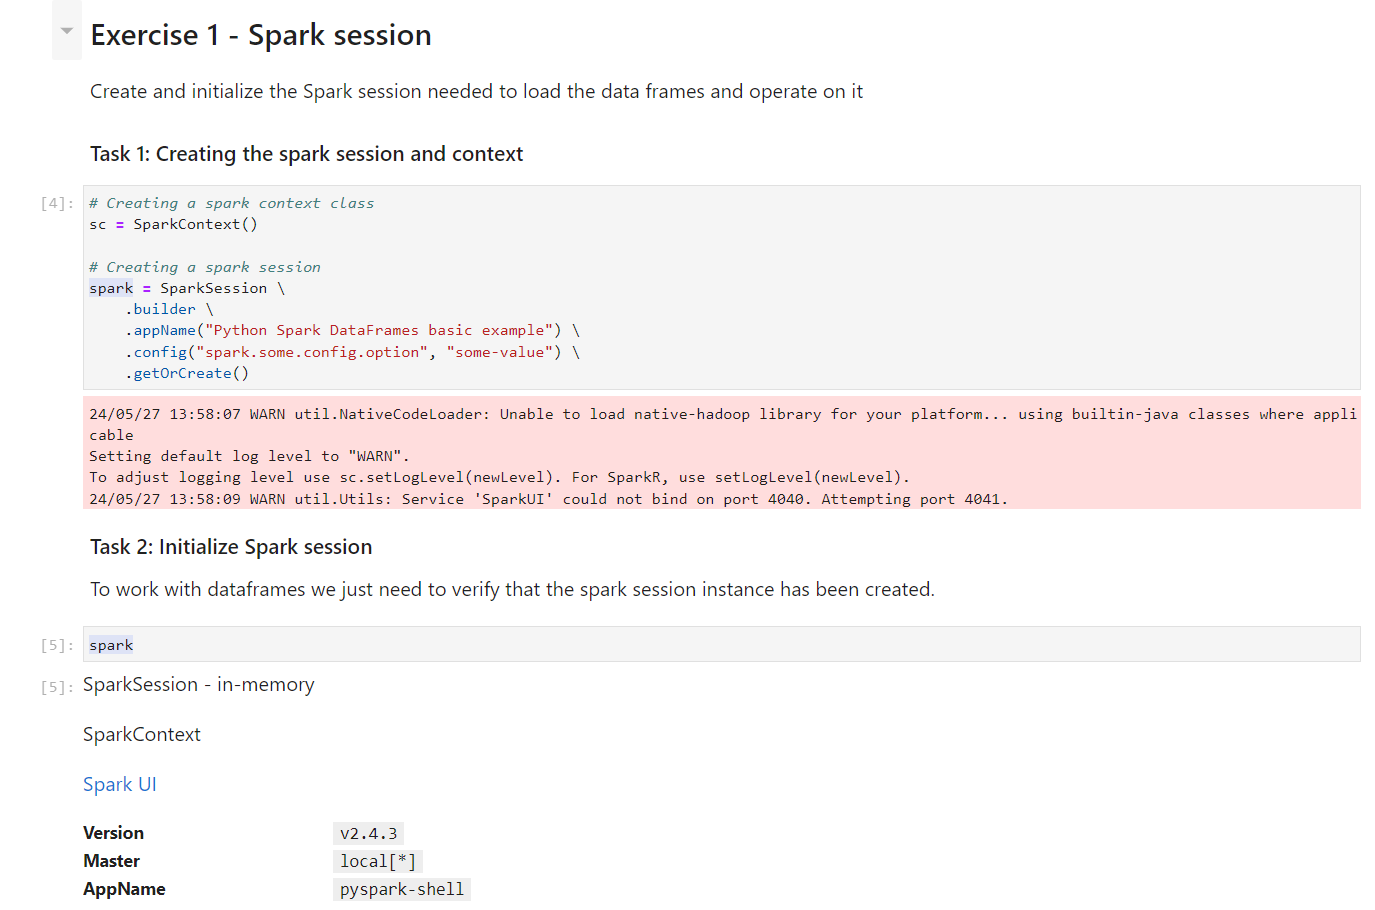 Exercise 1 - Spark session
Create and initialize the Spark session needed to load the data frames and operate on it
Task 1: Creating the spark session and context
[4]:
# Creating a spark context class
sc = SparkContext()
# Creating a spark session
spark = SparkSession \
    .builder \
    .appName("Python Spark DataFrames basic example") \
    .config("spark.some.config.option", "some-value") \
    .getOrCreate()
24/05/27 13:58:07 WARN util.NativeCodeLoader: Unable to load native-hadoop library for your platform... using builtin-java classes where appli
cable
Setting default log level to "WARN".
To adjust logging level use sc.setLogLevel(newLevel). For SparkR, use setLogLevel(newLevel).
24/05/27 13:58:09 WARN util.Utils: Service 'SparkUI' could not bind on port 4040. Attempting port 4041.
Task 2: Initialize Spark session
To work with dataframes we just need to verify that the spark session instance has been created.
[5]: spark
[5]: SparkSession - in-memory
SparkContext
Spark UI
Version v2.4.3
Master local[*]
AppName pyspark-shell